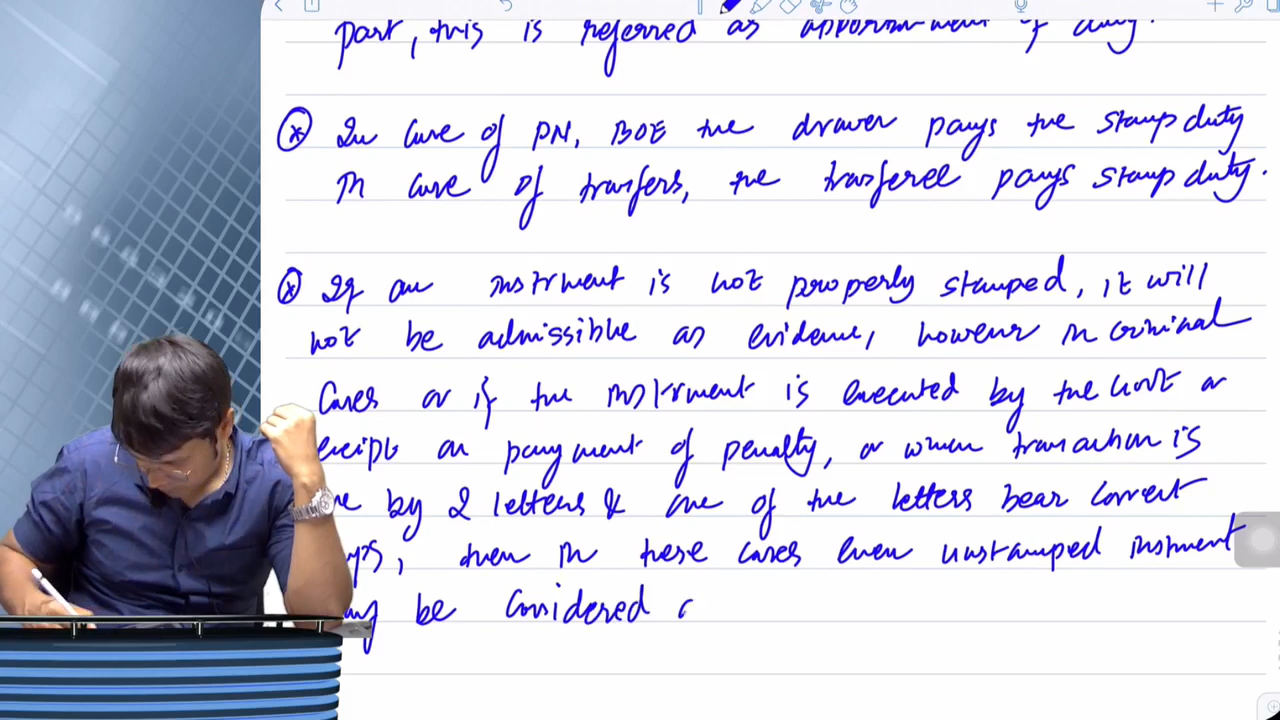 part, this is referred as apportionment of duty.
In case of PN, BOE the drawer pays the stamp duty
In case of trasfers, the trasferee pays stamp duty.
If an instrument is not properly stamped, it will
not be admissible as evidence, however in criminal
Cases or if the instrument is executed by the Govt or
receipt on payment of penalty, or when transaction is
by 2 letters & one of the letters bear correct
then in these cases even unstamped instrument
be Considered